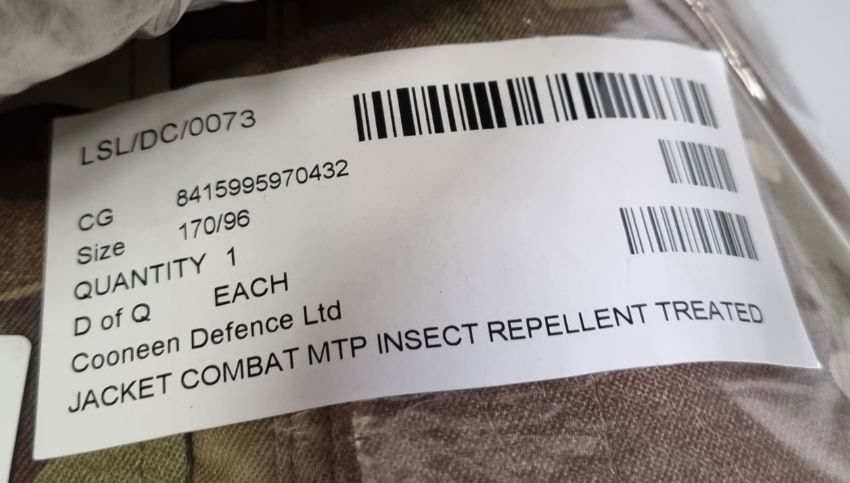 LSL/DC/0073
CG 8415995970432
Size 170/96
QUANTITY 1
D of Q EACH
Cooneen Defence Ltd
JACKET COMBAT MTP INSECT REPELLENT TREATED